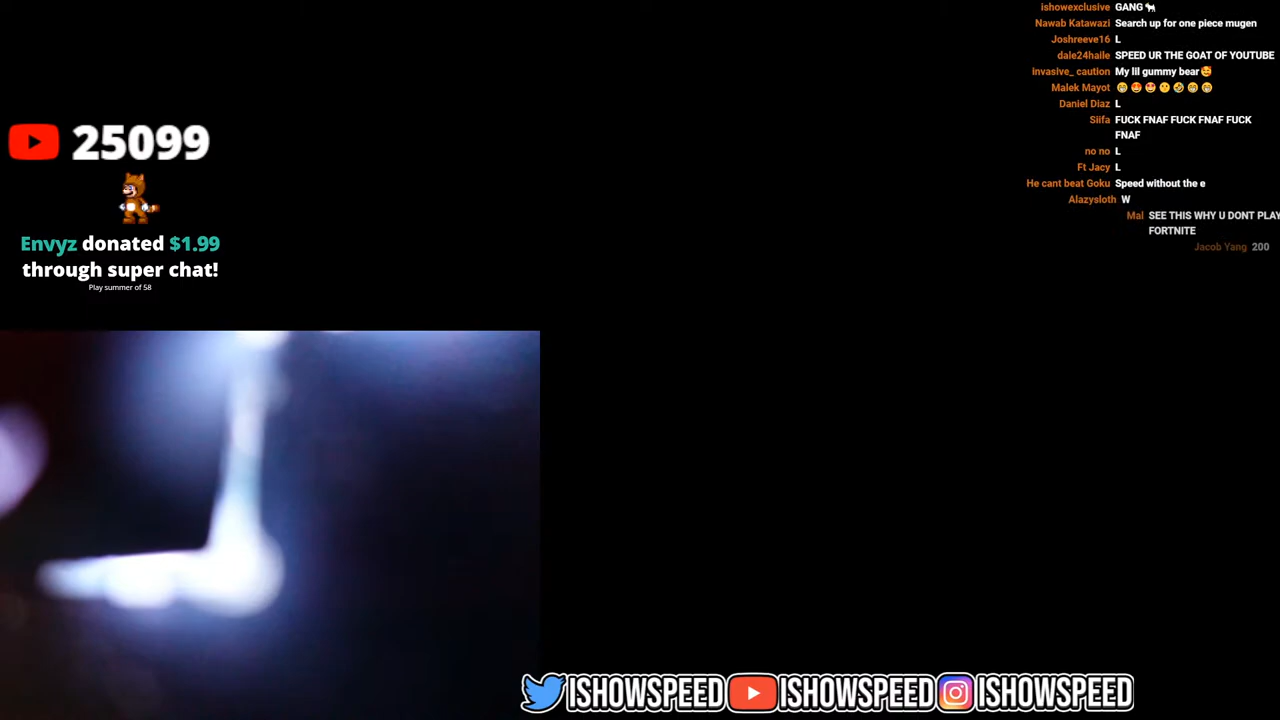 ishowexclusive GANG🐈‍⬛
Nawab Katawazi Search up for one piece mugen
Joshreeve16 L
dale24haile SPEED UR THE GOAT OF YOUTUBE
invasive_ caution My lil gummy bear🥰
Malek Mayot 😁🤩😍😗🤣😁😁
Daniel Diaz L
Siifa FUCK FNAF FUCK FNAF FUCK
FNAF
no no L
Ft Jacy L
He cant beat Goku Speed without the e
Alazysloth W
Mal SEE THIS WHY U DONT PLAY
FORTNITE
Jacob Yang 200
25099
Envyz donated $1.99
through super chat!
Play summer of 58
ISHOWSPEED ISHOWSPEED ISHOWSPEED